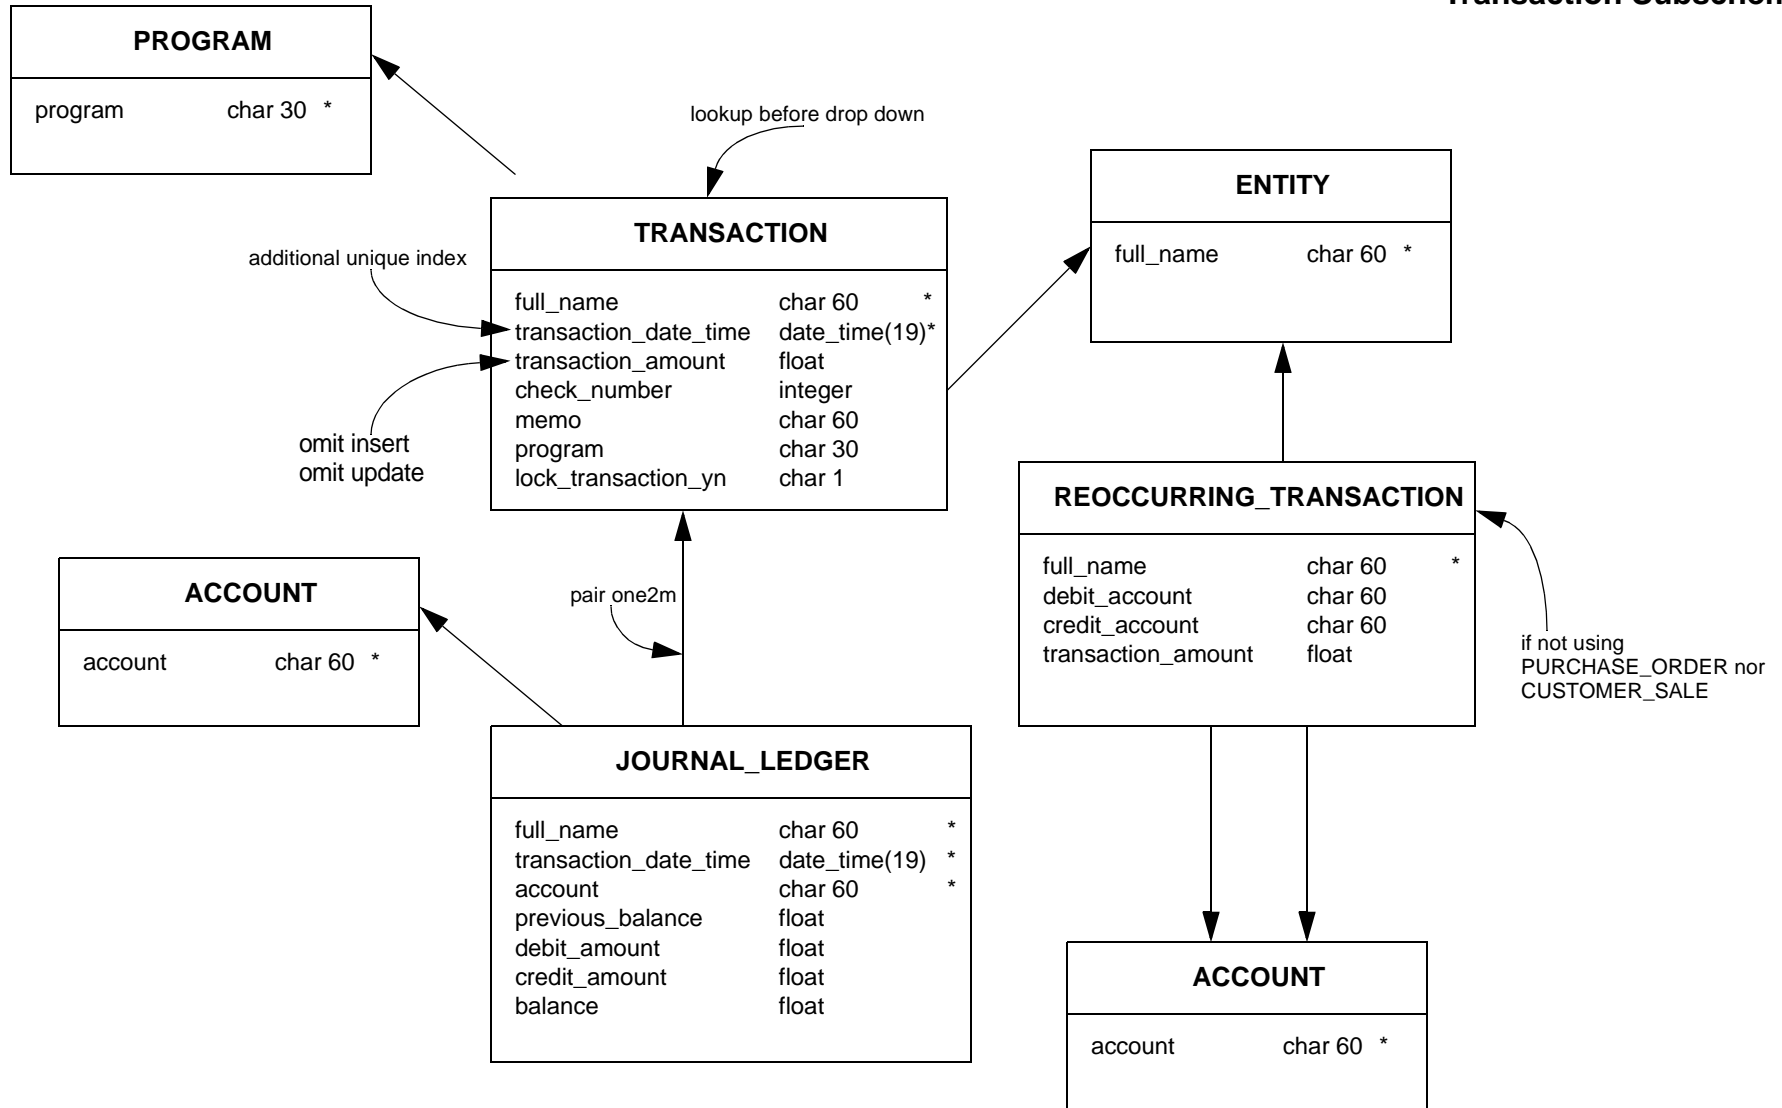 Transaction
PROGRAM
program char 30 *
lookup before drop down
TRANSACTION
additional unique index
full_name char 60 *
transaction_date_time date_time(19)*
transaction_amount float
check_number integer
memo char 60
program char 30
lock_transaction_yn char 1
omit insert
omit update
ENTITY
full_name char 60 *
REOCCURRING_TRANSACTION
full_name char 60 *
debit_account char 60
credit_account char 60
transaction_amount float
if not using
PURCHASE_ORDER nor
CUSTOMER_SALE
ACCOUNT
account char 60 *
pair one2m
JOURNAL_LEDGER
full_name char 60 *
transaction_date_time date_time(19) *
account char 60 *
previous_balance float
debit_amount float
credit_amount float
balance float
ACCOUNT
account char 60 *